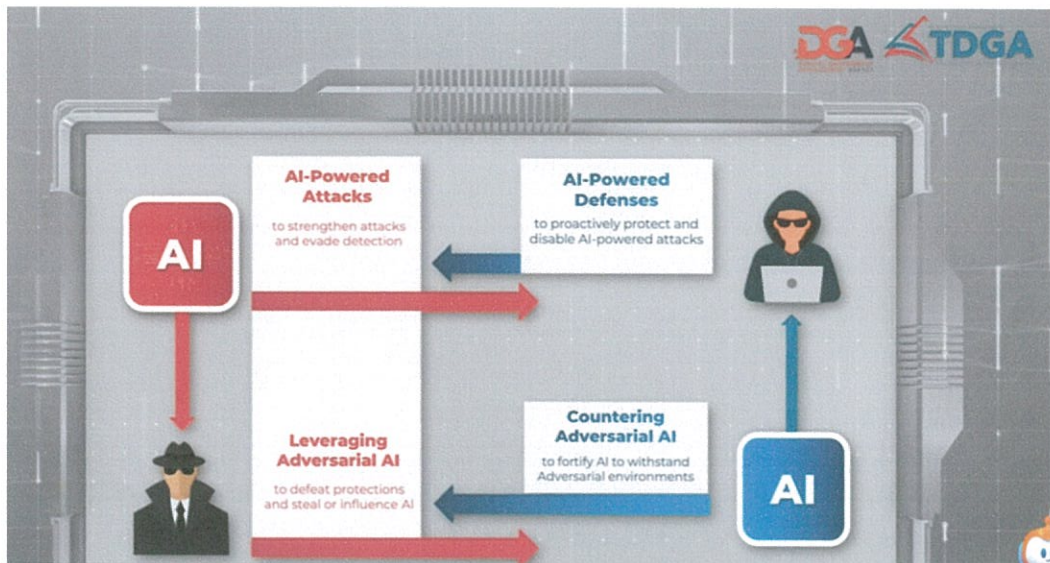 DGA TDGA
AI-Powered
Attacks
to strengthen attacks
and evade detection
AI-Powered
Defenses
to proactively protect and
disable AI-powered attacks
AI
Leveraging
Adversarial AI
to defeat protections
and steal or influence AI
Countering
Adversarial AI
to fortify AI to withstand
Adversarial environments
AI